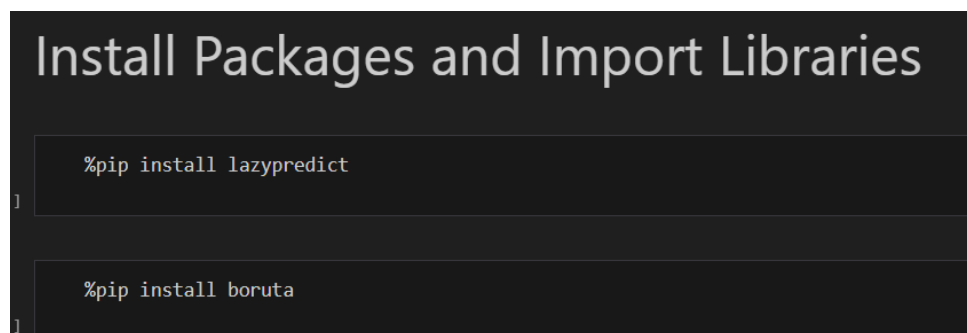 Install Packages and Import Libraries
%pip install lazypredict
]
%pip install boruta
]